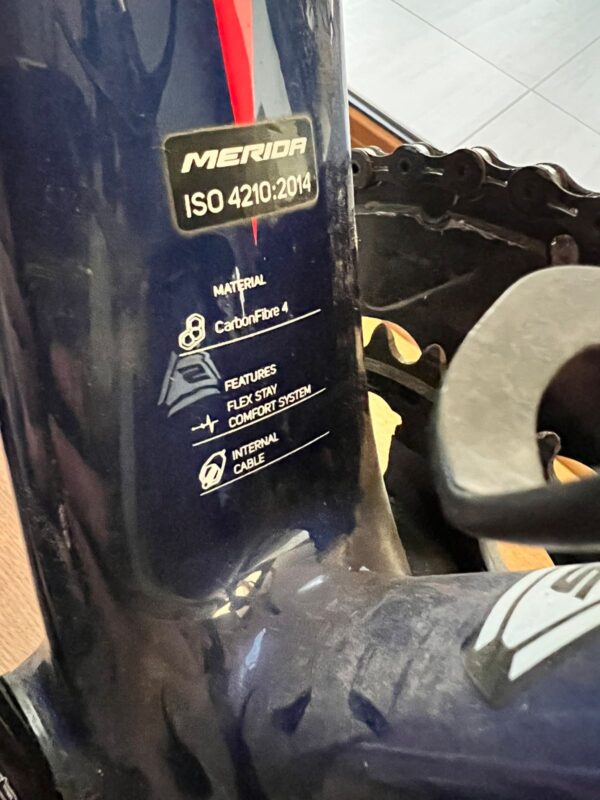 MERIDA
ISO 4210:2014
MATERIAL
CarbonFibre 4
FEATURES
FLEX STAY
COMFORT SYSTEM
INTERNAL
CABLE